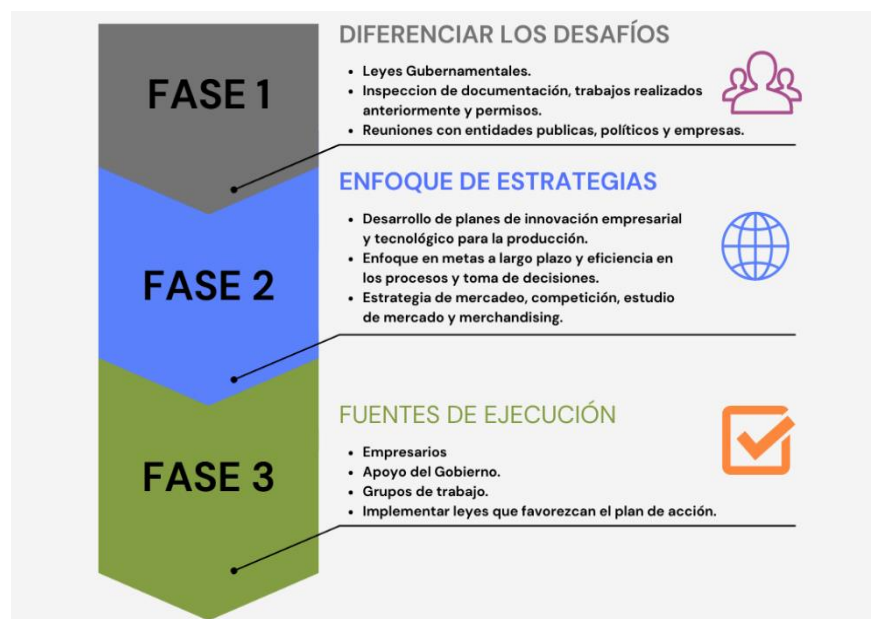 FASE 1
DIFERENCIAR LOS DESAFÍOS
• Leyes Gubernamentales.
• Inspeccion de documentación, trabajos realizados
anteriormente y permisos.
• Reuniones con entidades publicas, políticos y empresas.
FASE 2
ENFOQUE DE ESTRATEGIAS
• Desarrollo de planes de innovación empresarial
y tecnológico para la producción.
• Enfoque en metas a largo plazo y eficiencia en
los procesos y toma de decisiones.
• Estrategia de mercadeo, competición, estudio
de mercado y merchandising.
FASE 3
FUENTES DE EJECUCIÓN
• Empresarios
• Apoyo del Gobierno.
• Grupos de trabajo.
• Implementar leyes que favorezcan el plan de acción.